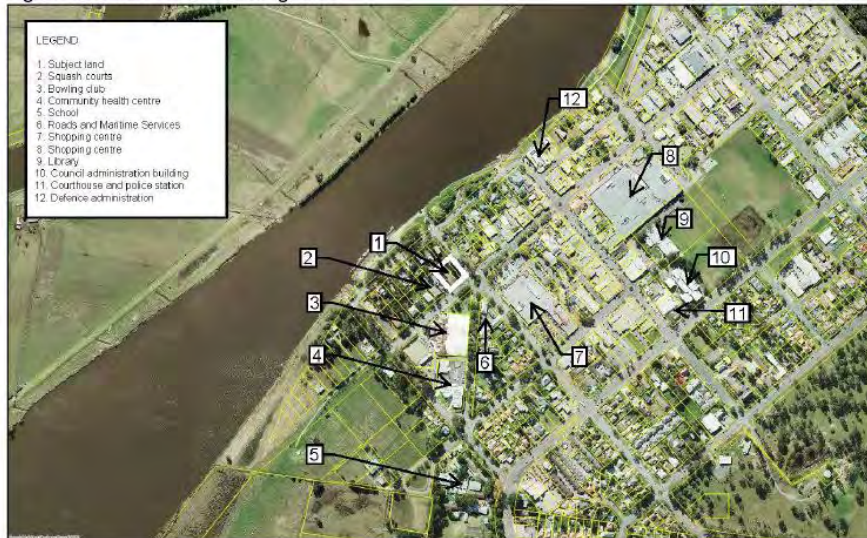 LEGEND
1. Subject land
2. Squash courts
3. Bowling club
4. Community health centre
5. School
6. Roads and Maritime Services
7. Shopping centre
8. Shopping centre
9. Library
10. Council administration building
11. Courthouse and police station
12. Defence administration
12
8
9
1
10
2
3
11
4
6
7
5